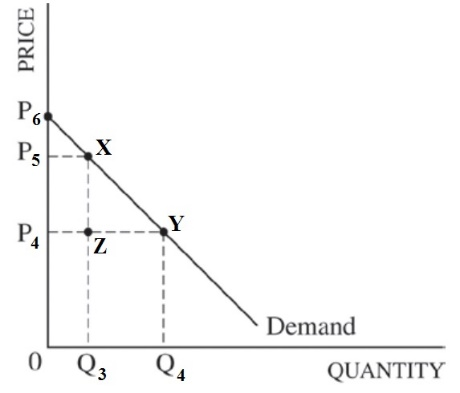 PRICE
P6
P5
X
P4
Y
Z
Demand
0
Q3
Q4
QUANTITY